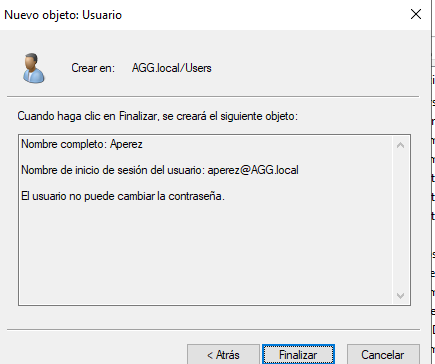 Nuevo objeto: Usuario
Crear en: AGG.local/Users
Cuando haga clic en Finalizar, se creará el siguiente objeto:
Nombre completo: Aperez
Nombre de inicio de sesión del usuario: aperez@AGG.local
El usuario no puede cambiar la contraseña.
< Atrás Finalizar Cancelar